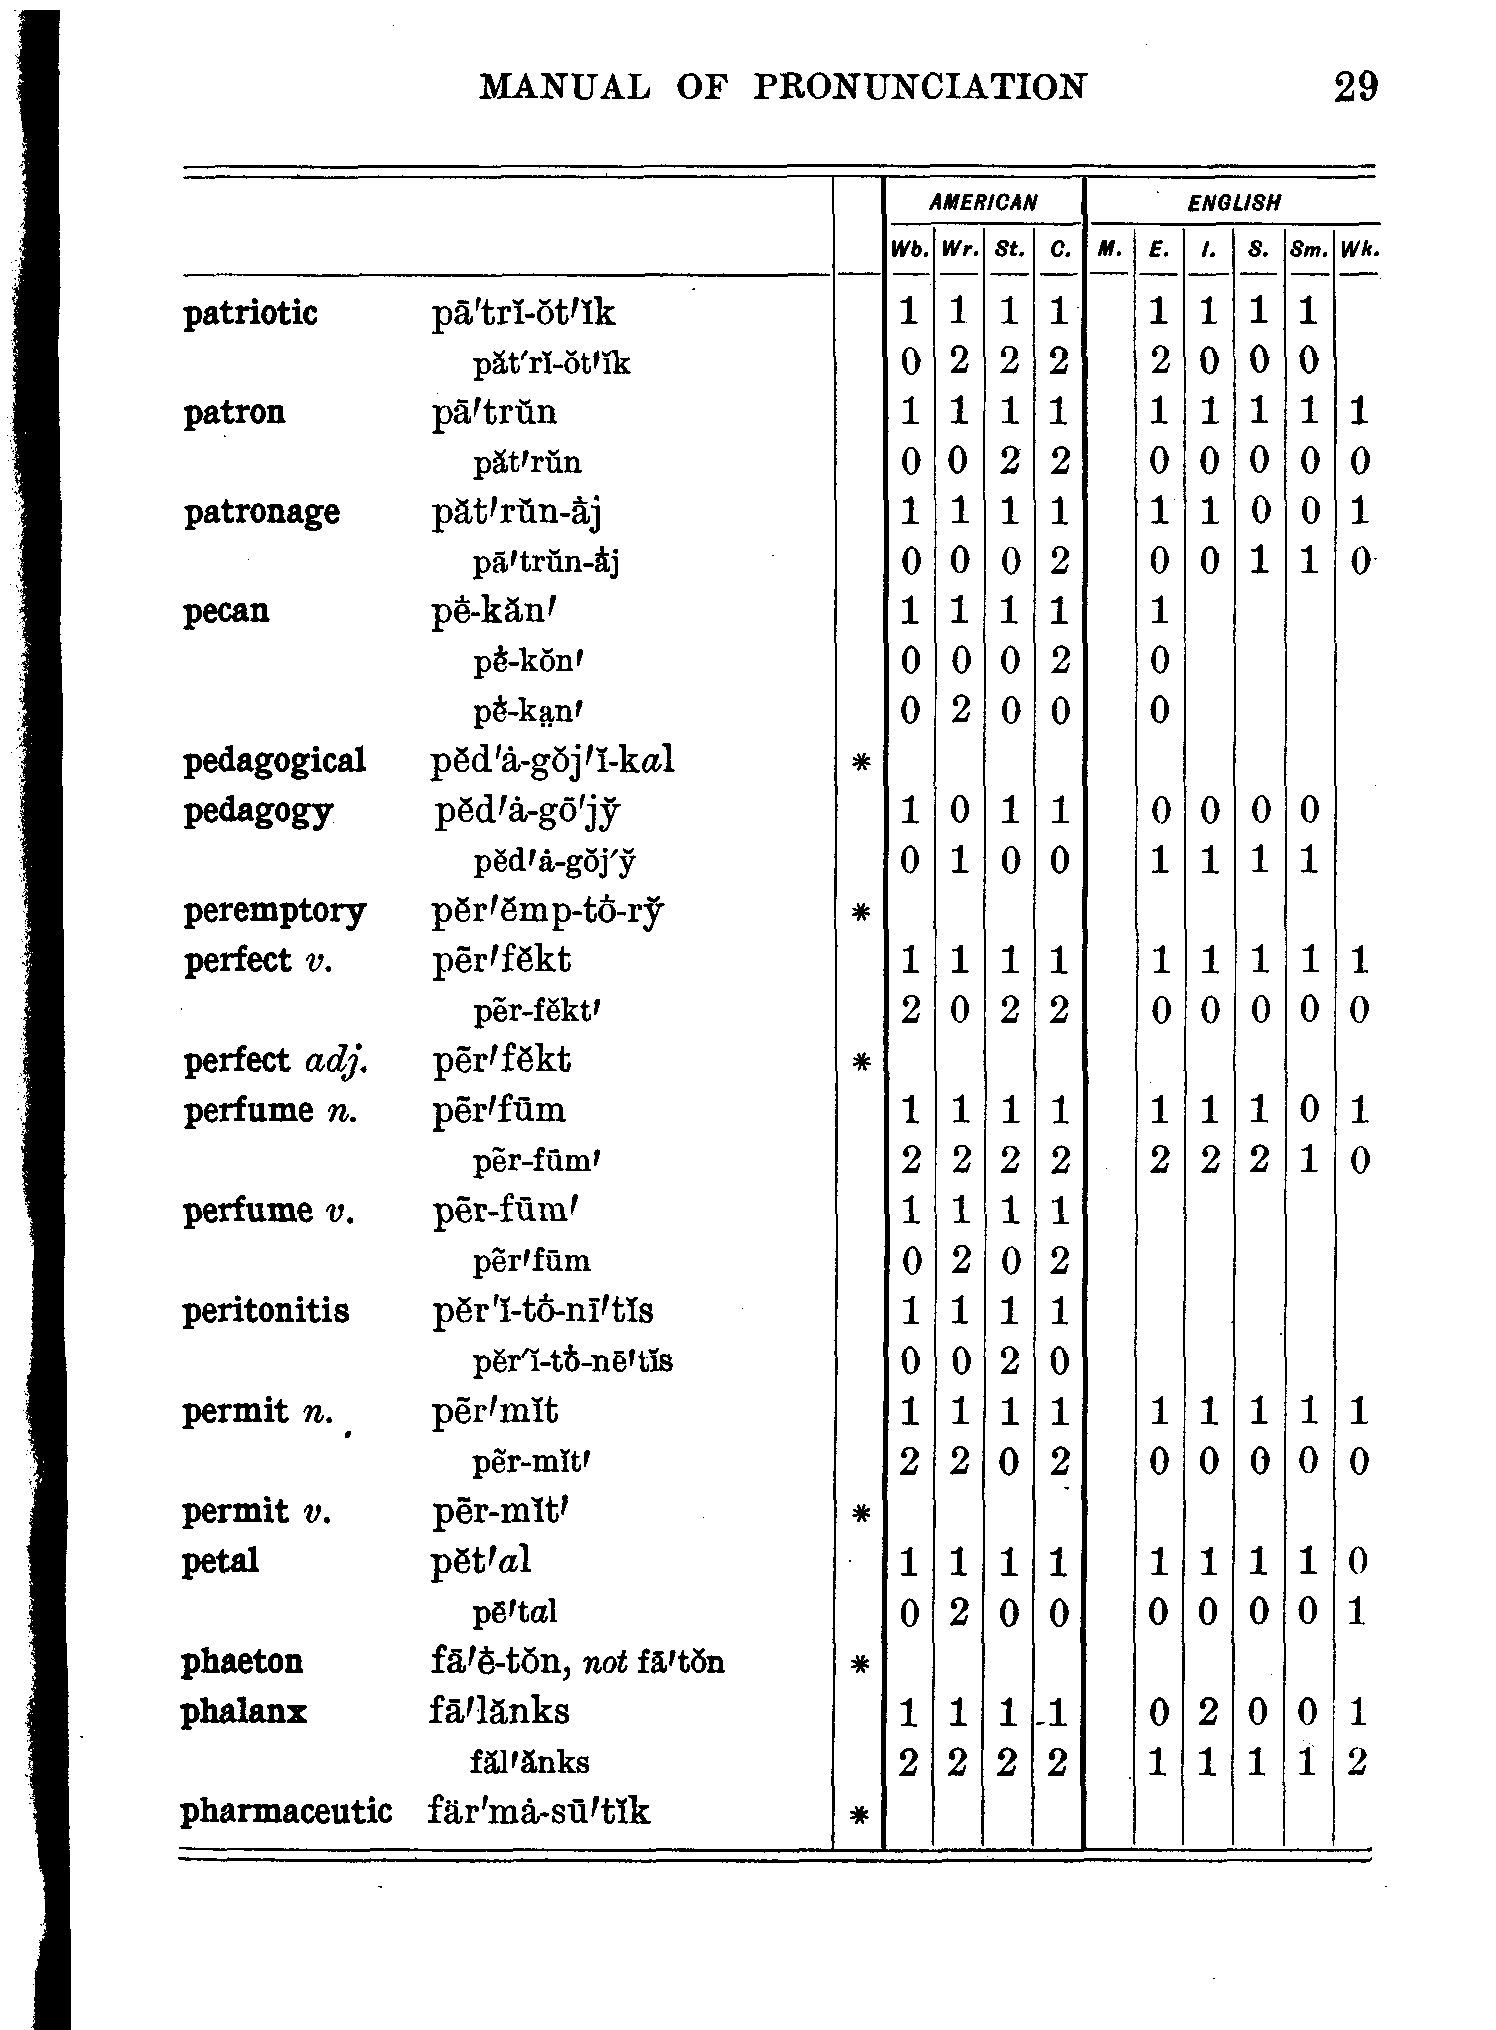 MANUAL OF PRONUNCIATION 29
AMERICAN ENGLISH
Wb. Wr. St. C. M. E. I. S. Sm. Wk.
patriotic pā′trĭ-ŏt′ĭk 1 1 1 1 1 1 1 1
păt′rĭ-ŏt′ĭk 0 2 2 2 2 0 0 0
patron pā′trŭn 1 1 1 1 1 1 1 1 1
păt′rŭn 0 0 2 2 0 0 0 0 0
patronage păt′rŭn-ǡj 1 1 1 1 1 1 0 0 1
pā′trŭn-ǡj 0 0 0 2 0 0 1 1 0
pecan pē̇-kăn′ 1 1 1 1 1
pē̇-kŏn′ 0 0 0 2 0
pē̇-kạn′ 0 2 0 0 0
pedagogical pĕd′ȧ-gŏj′ĭ-kal *
pedagogy pĕd′ȧ-gō′jy̆ 1 0 1 1 0 0 0 0
pĕd′ȧ-gŏj′y̆ 0 1 0 0 1 1 1 1
peremptory pĕr′ĕmp-tō̇-ry̆ *
perfect v. pẽr′fĕkt 1 1 1 1 1 1 1 1 1
pẽr-fĕkt′ 2 0 2 2 0 0 0 0 0
perfect adj. pẽr′fĕkt *
perfume n. pẽr′fūm 1 1 1 1 1 1 1 0 1
pẽr-fūm′ 2 2 2 2 2 2 2 1 0
perfume v. pẽr-fūm′ 1 1 1 1
pẽr′fūm 0 2 0 2
peritonitis pĕr′ĭ-tō̇-nī′tĭs 1 1 1 1
pĕr′ĭ-tō̇-nē′tĭs 0 0 2 0
permit n. pẽr′mĭt 1 1 1 1 1 1 1 1 1
pẽr-mĭt′ 2 2 0 2 0 0 0 0 0
permit v. pẽr-mĭt′ *
petal pĕt′al 1 1 1 1 1 1 1 1 0
pē′tal 0 2 0 0 0 0 0 0 1
phaeton fā′ē̇-tŏn, not fā′tŏn *
phalanx fā′lănks 1 1 1 1 0 2 0 0 1
făl′ănks 2 2 2 2 1 1 1 1 2
pharmaceutic fär′mȧ-sū′tĭk *